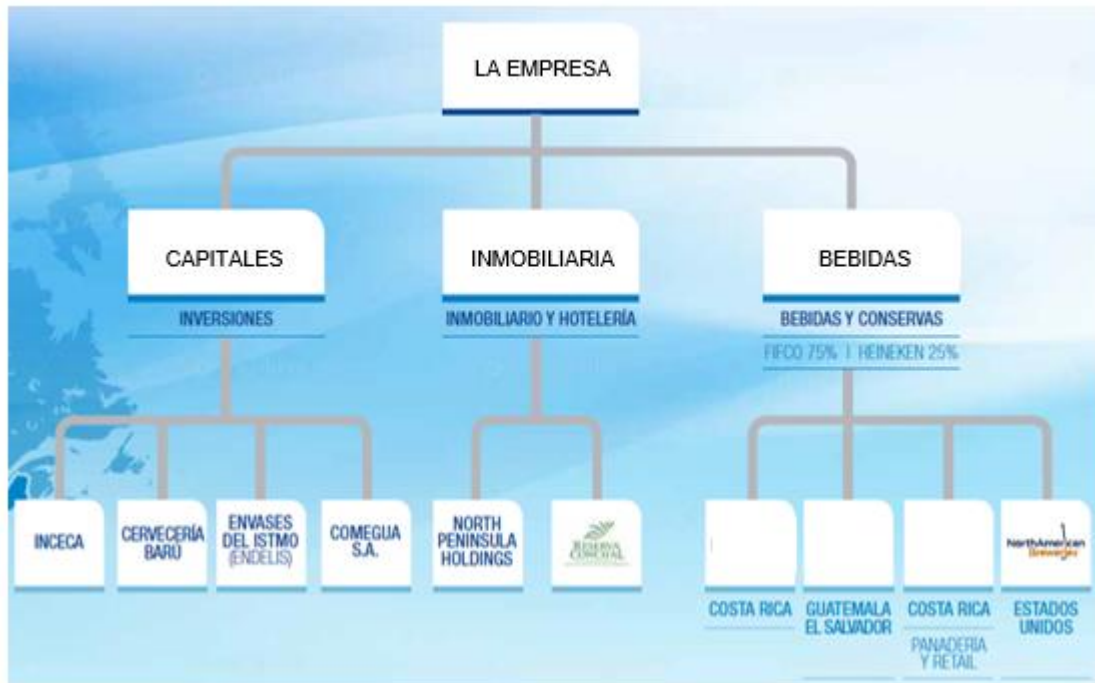 LA EMPRESA
CAPITALES
INMOBILIARIA
BEBIDAS
INVERSIONES
INMOBILIARIO Y HOTELERÍA
BEBIDAS Y CONSERVAS
FIFCO 75% | HEINEKEN 25%
INCECA
CERVECERÍA
BARÚ
ENVASES
DEL ISTMO
(ENDELIS)
COMEGUA
S.A.
NORTH
PENINSULA
HOLDINGS
RESERVA
CONCHAL
NorthAmerican
Breweries
COSTA RICA
GUATEMALA
EL SALVADOR
COSTA RICA
PANADERÍA
Y RETAIL
ESTADOS
UNIDOS